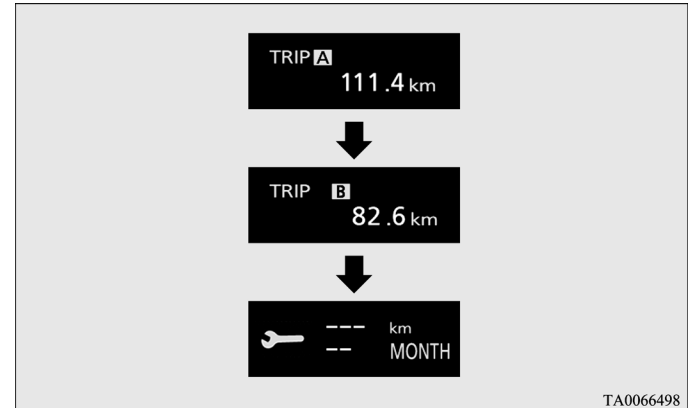 TRIP A
111.4 km
TRIP B
82.6 km
--- km
-- MONTH
TA0066498